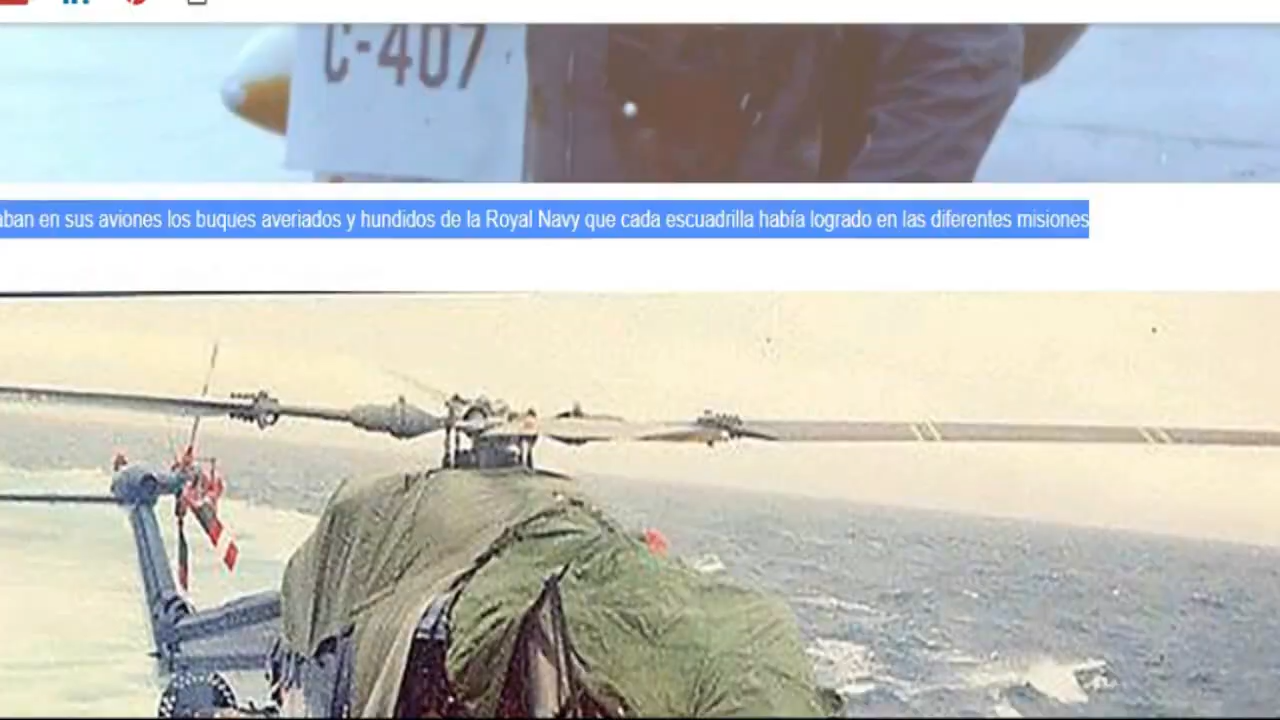 C-407
aban en sus aviones los buques averiados y hundidos de la Royal Navy que cada escuadrilla había logrado en las diferentes misiones